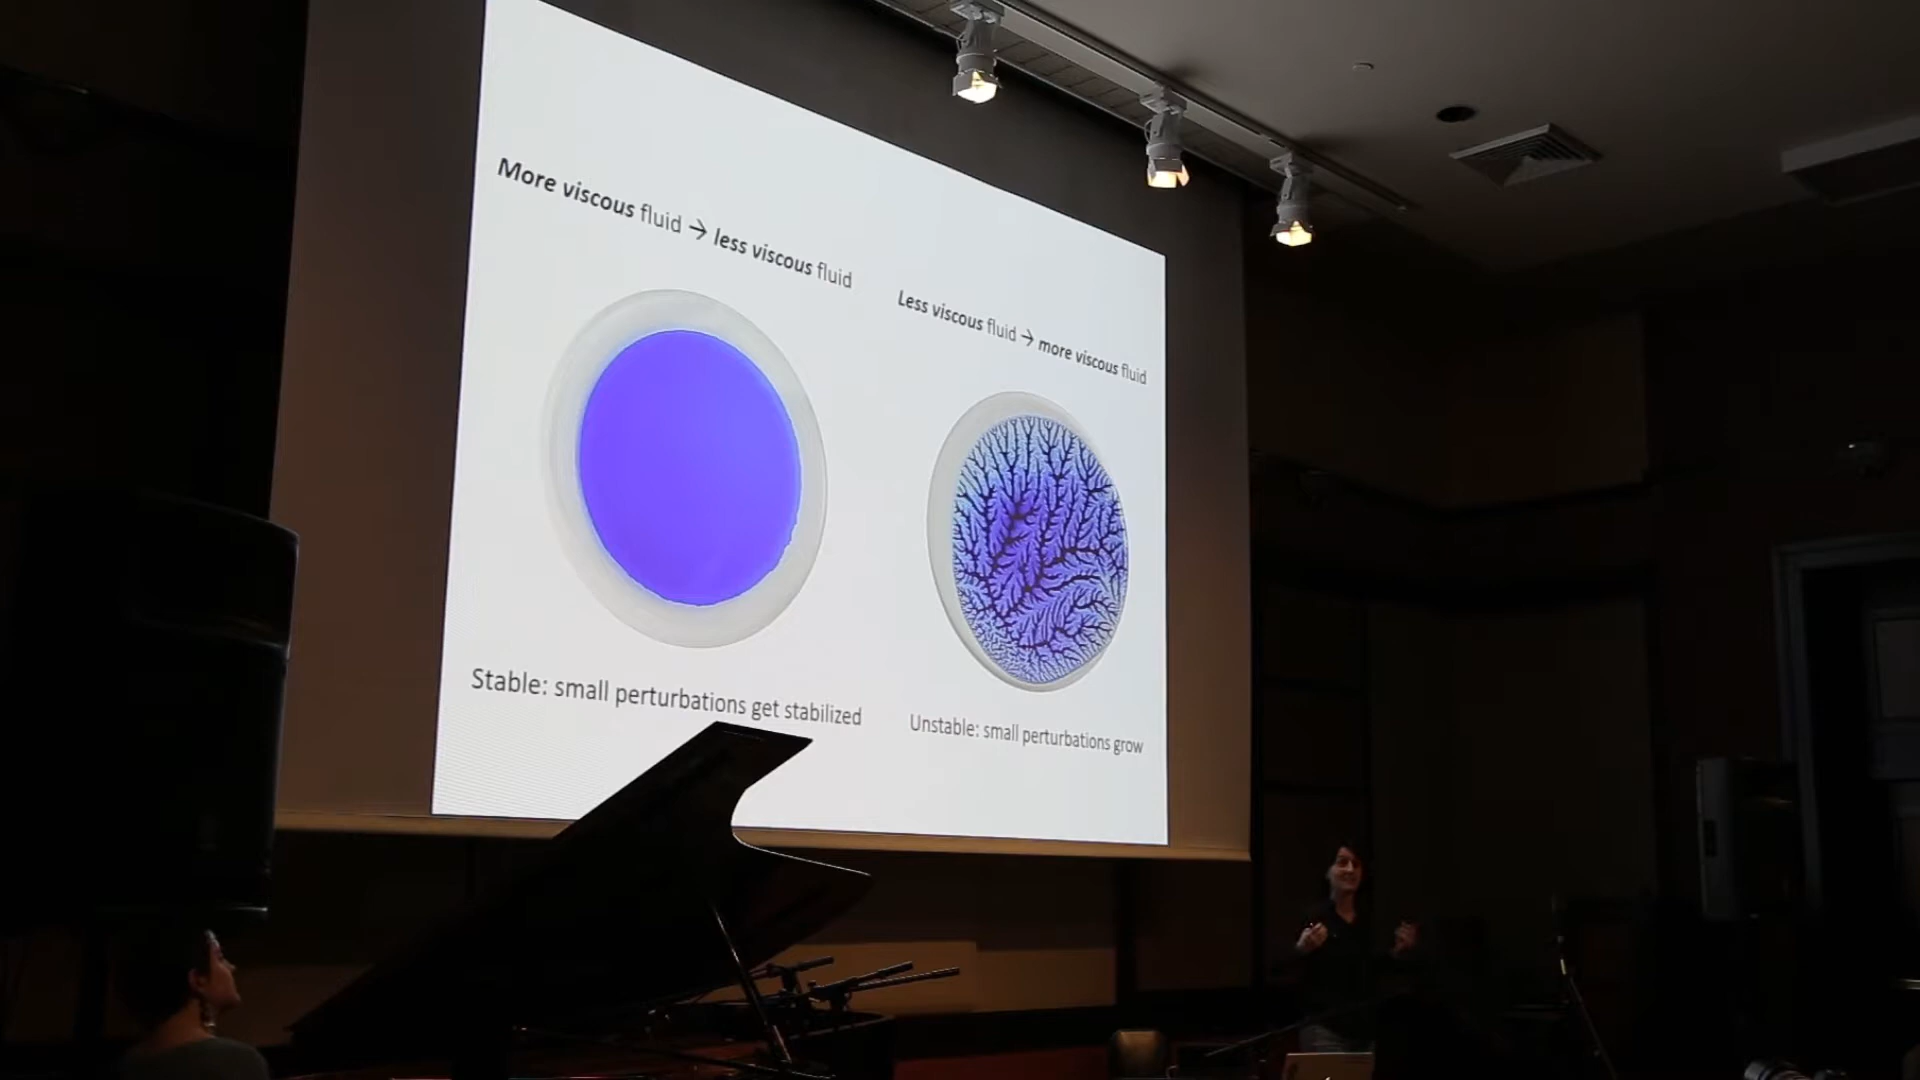 More viscous fluid → less viscous fluid
Less viscous fluid → more viscous fluid
Stable: small perturbations get stabilized
Unstable: small perturbations grow